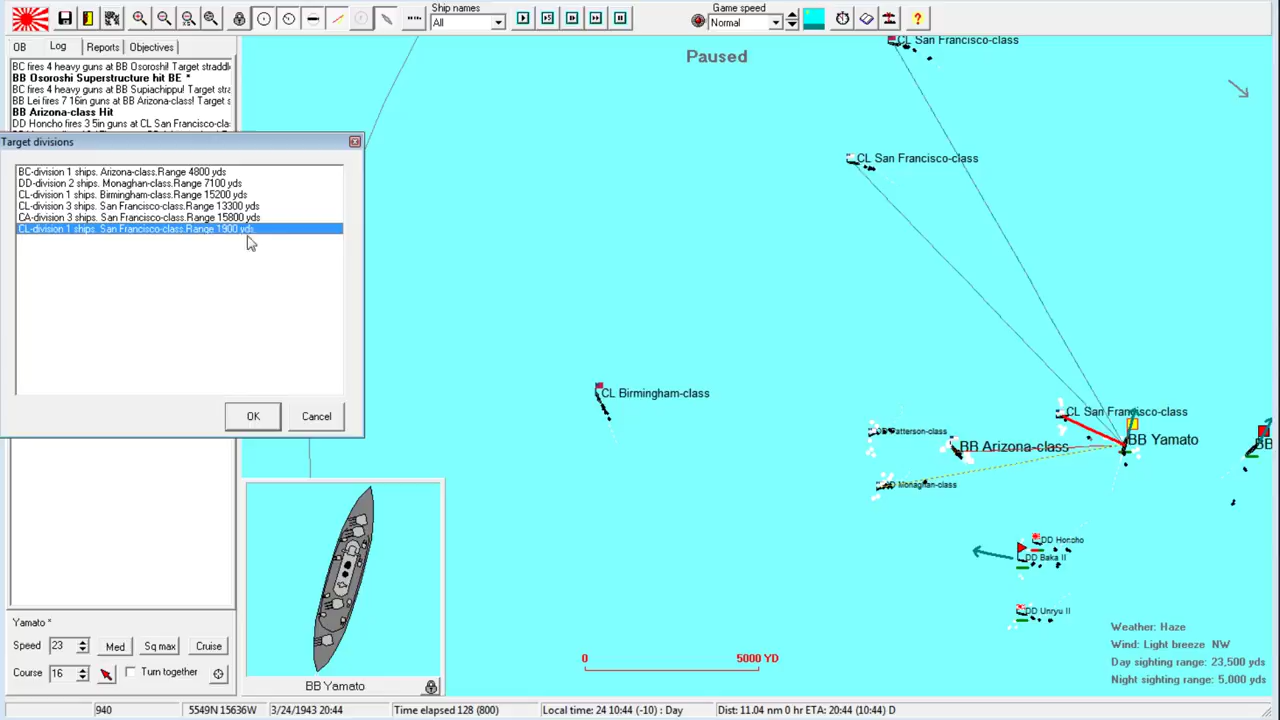 Ship names
All
Game speed
Normal
OB
Log
Reports
Objectives
BC fires 4 heavy guns at BB Osoroshi! Target straddl
BB Osoroshi Superstructure hit BE *
BC fires 4 heavy guns at BB Supiachippu! Target stra
BB Lei fires 7 16in guns at BB Arizona-class! Target s
BB Arizona-class Hit
DD Honcho fires 3 5in guns at CL San Francisco-class
Target divisions
BC-division 1 ships. Arizona-class.Range 4800 yds
DD-division 2 ships. Monaghan-class.Range 7100 yds
CL-division 1 ships. Birmingham-class.Range 15200 yds
CL-division 3 ships. San Francisco-class.Range 13300 yds
CA-division 3 ships. San Francisco-class.Range 15800 yds
CL-division 1 ships. San Francisco-class.Range 1900 yds.
OK
Cancel
Paused
CL San Francisco-class
CL San Francisco-class
CL Birmingham-class
CL San Francisco-class
Patterson-class
BB Arizona-class
BB Yamato
BB
DD Monaghan-class
DD Honcho
DD Baka II
DD Unryu II
Weather: Haze
Wind: Light breeze NW
Day sighting range: 23,500 yds
Night sighting range: 5,000 yds
0
5000 YD
Yamato *
Speed
23
Med
Sq max
Cruise
Course
16
Turn together
BB Yamato
940
5549N 15636W
3/24/1943 20:44
Time elapsed 128 (800)
Local time: 24 10:44 (-10) : Day
Dist: 11.04 nm 0 hr ETA: 20:44 (10:44) D